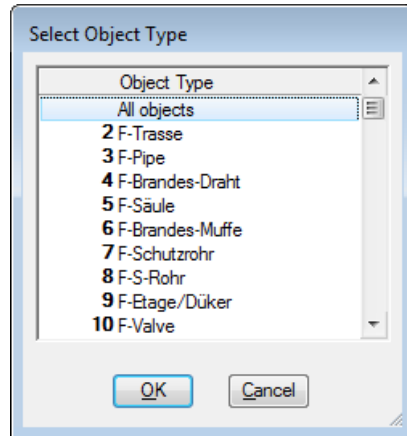 Select Object Type
Object Type
All objects
2 F-Trasse
3 F-Pipe
4 F-Brandes-Draht
5 F-Säule
6 F-Brandes-Muffe
7 F-Schutzrohr
8 F-S-Rohr
9 F-Etage/Düker
10 F-Valve
OK Cancel